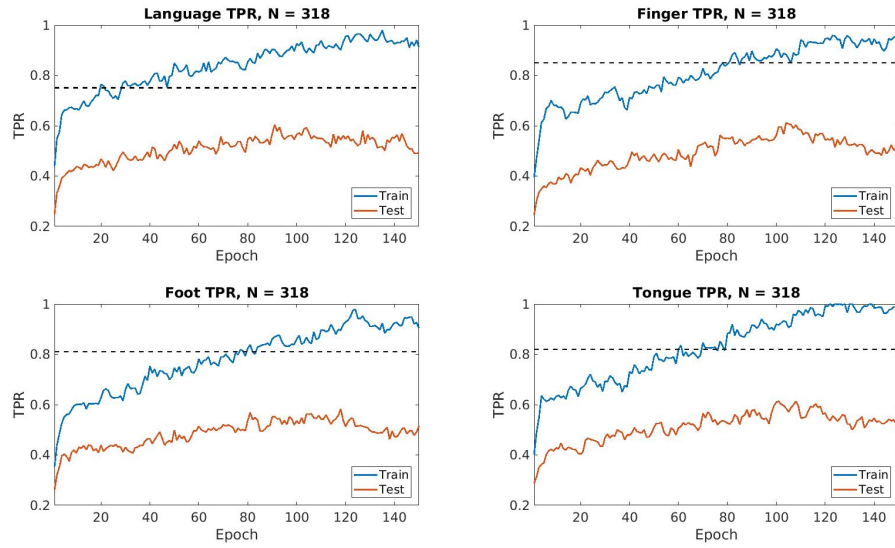 Language TPR, N = 318
1
0.8
0.6
0.4
0.2
TPR
20 40 60 80 100 120 140
Epoch
Train
Test
Finger TPR, N = 318
1
0.8
0.6
0.4
0.2
TPR
20 40 60 80 100 120 140
Epoch
Train
Test
Foot TPR, N = 318
1
0.8
0.6
0.4
0.2
TPR
20 40 60 80 100 120 140
Epoch
Train
Test
Tongue TPR, N = 318
1
0.8
0.6
0.4
0.2
TPR
20 40 60 80 100 120 140
Epoch
Train
Test